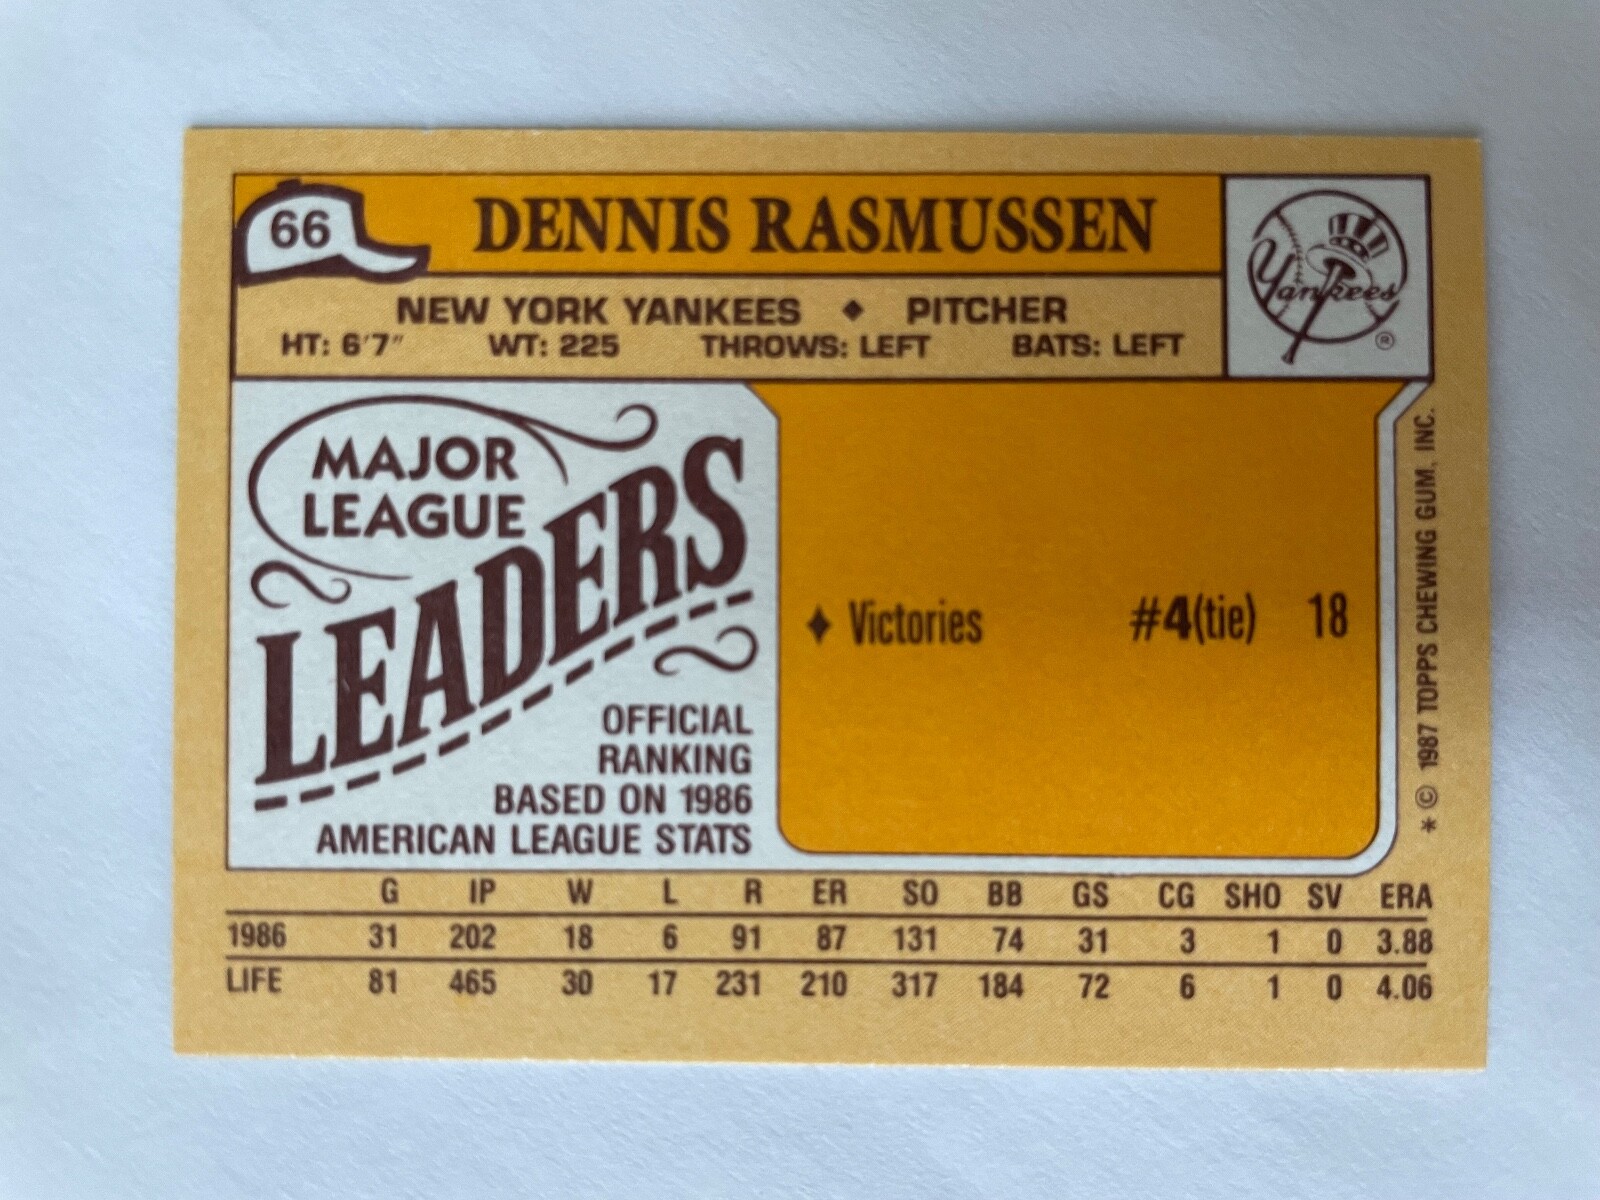 66
DENNIS RASMUSSEN
Yankees
®
NEW YORK YANKEES ♦ PITCHER
HT: 6'7" WT: 225 THROWS: LEFT BATS: LEFT
MAJOR
LEAGUE
LEADERS
OFFICIAL
RANKING
BASED ON 1986
AMERICAN LEAGUE STATS
♦ Victories #4(tie) 18
* © 1987 TOPPS CHEWING GUM, INC.
G IP W L R ER SO BB GS CG SHO SV ERA
1986 31 202 18 6 91 87 131 74 31 3 1 0 3.88
LIFE 81 465 30 17 231 210 317 184 72 6 1 0 4.06